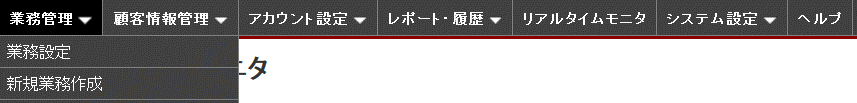 業務管理 顧客情報管理 アカウント設定 レポート・履歴 リアルタイムモニタ システム設定 ヘルプ
業務設定
ニタ
新規業務作成